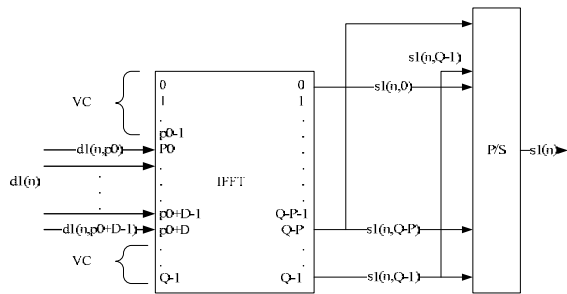 s1(n,Q-1)
VC
0
0
1
1
s1(n,0)
p0-1
d1(n,p0)
P0
P/S
s1(n)
d1(n)
IFFT
p0+D-1
Q-P-1
d1(n,p0+D-1)
p0+D
Q-P
s1(n,Q-P)
VC
Q-1
Q-1
s1(n,Q-1)